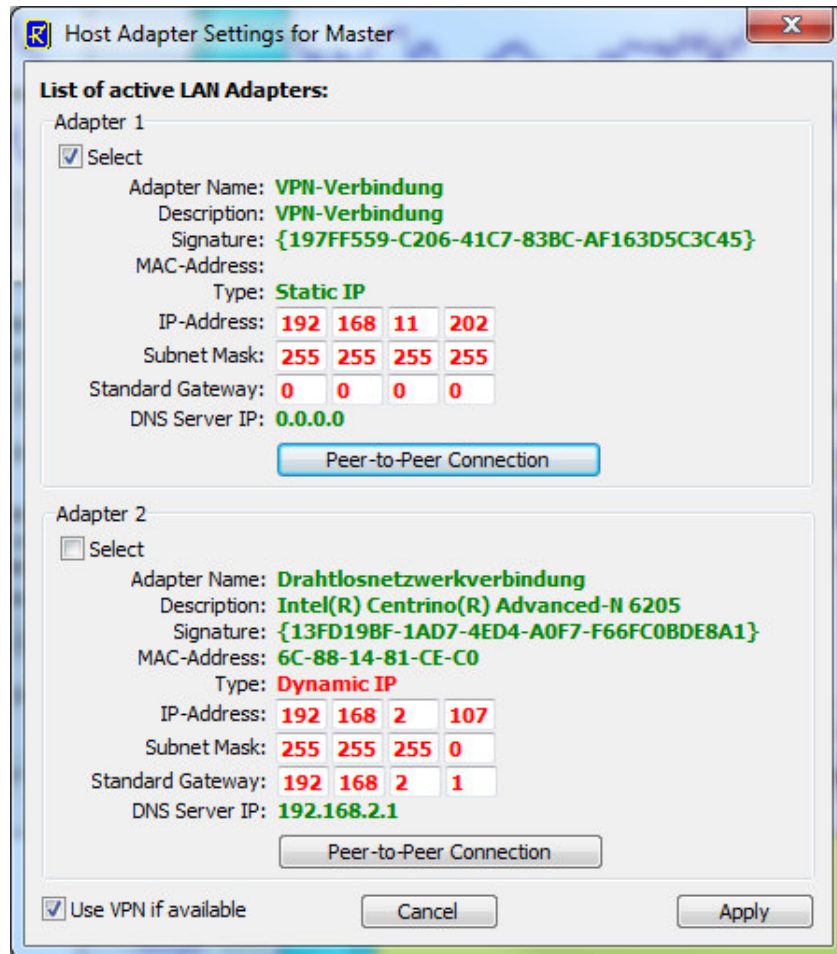 Host Adapter Settings for Master
List of active LAN Adapters:
Adapter 1
Select
Adapter Name: VPN-Verbindung
Description: VPN-Verbindung
Signature: {197FF559-C206-41C7-83BC-AF163D5C3C45}
MAC-Address:
Type: Static IP
IP-Address: 192 168 11 202
Subnet Mask: 255 255 255 255
Standard Gateway: 0 0 0 0
DNS Server IP: 0.0.0.0
Peer-to-Peer Connection
Adapter 2
Select
Adapter Name: Drahtlosnetzwerkverbindung
Description: Intel(R) Centrino(R) Advanced-N 6205
Signature: {13FD19BF-1AD7-4ED4-A0F7-F66FC0BDE8A1}
MAC-Address: 6C-88-14-81-CE-C0
Type: Dynamic IP
IP-Address: 192 168 2 107
Subnet Mask: 255 255 255 0
Standard Gateway: 192 168 2 1
DNS Server IP: 192.168.2.1
Peer-to-Peer Connection
Use VPN if available Cancel Apply